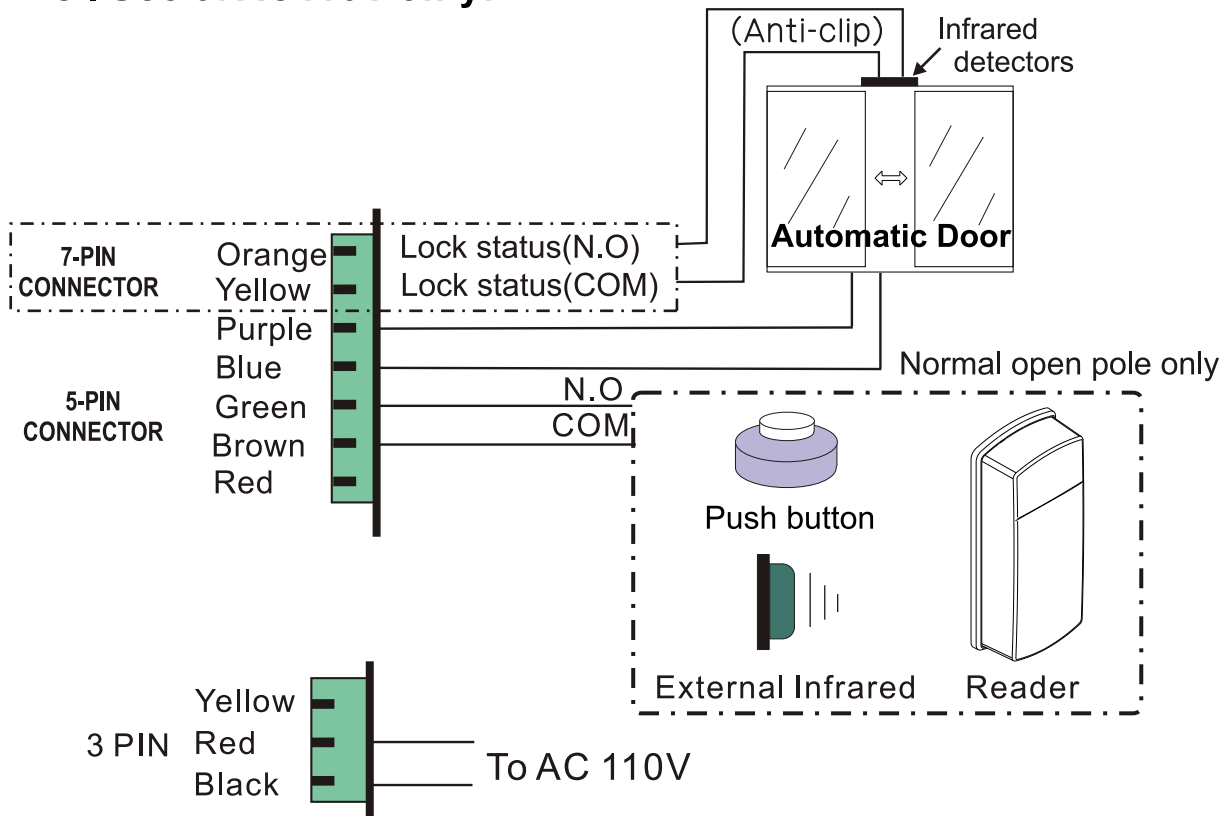 (Anti-clip)
Infrared
detectors
Automatic Door
7-PIN
CONNECTOR
Orange
Lock status(N.O)
Yellow
Lock status(COM)
Purple
Blue
Normal open pole only
5-PIN
CONNECTOR
Green
N.O
Brown
COM
Red
Push button
External Infrared
Reader
Yellow
3 PIN
Red
Black
To AC 110V